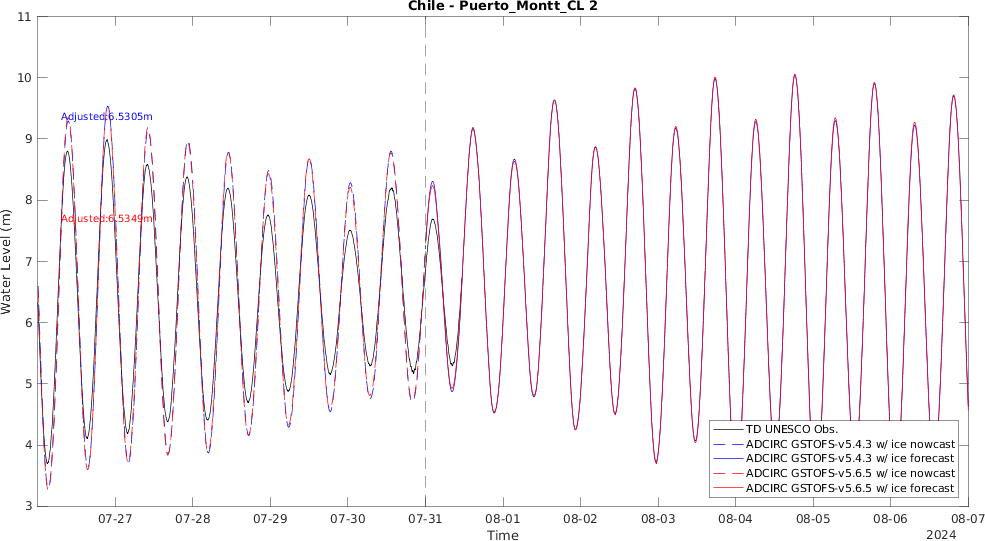 Chile - Puerto_Montt_CL 2
11
10
9
8
7
6
5
4
3
Water Level (m)
Adjusted:6.5305m
Adjusted:6.5349m
TD UNESCO Obs.
ADCIRC GSTOFS-v5.4.3 w/ ice nowcast
ADCIRC GSTOFS-v5.4.3 w/ ice forecast
ADCIRC GSTOFS-v5.6.5 w/ ice nowcast
ADCIRC GSTOFS-v5.6.5 w/ ice forecast
07-27 07-28 07-29 07-30 07-31 08-01 08-02 08-03 08-04 08-05 08-06 08-07
Time
2024